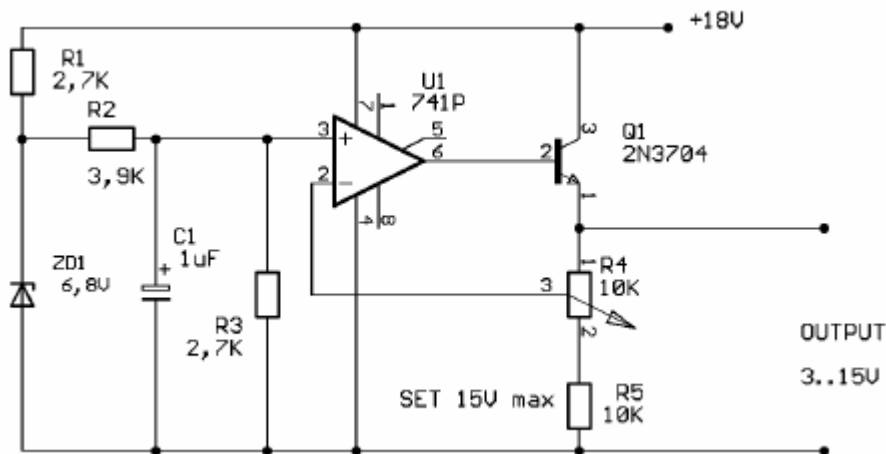 +18V
R1
2,7K
R2
3,9K
U1
741P
7
1
3
+
5
6
2
-
4
8
Q1
2N3704
3
2
1
ZD1
6,8V
C1
+
1uF
R3
2,7K
1
R4
10K
3
2
OUTPUT
3..15V
SET 15V max
R5
10K